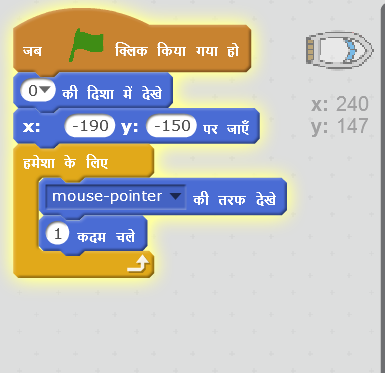 जब क्लिक किया गया हो
0 की दिशा में देखे
x: -190 y: -150 पर जाएँ
हमेशा के लिए
mouse-pointer की तरफ देखे
1 कदम चले
x: 240
y: 147